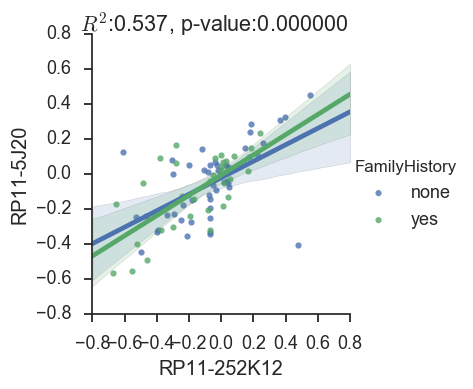 R²:0.537, p-value:0.000000
0.8
0.6
0.4
0.2
0.0
−0.2
−0.4
−0.6
−0.8
RP11-5J20
−0.8 −0.6 −0.4 −0.2 0.0 0.2 0.4 0.6 0.8
RP11-252K12
FamilyHistory
none
yes